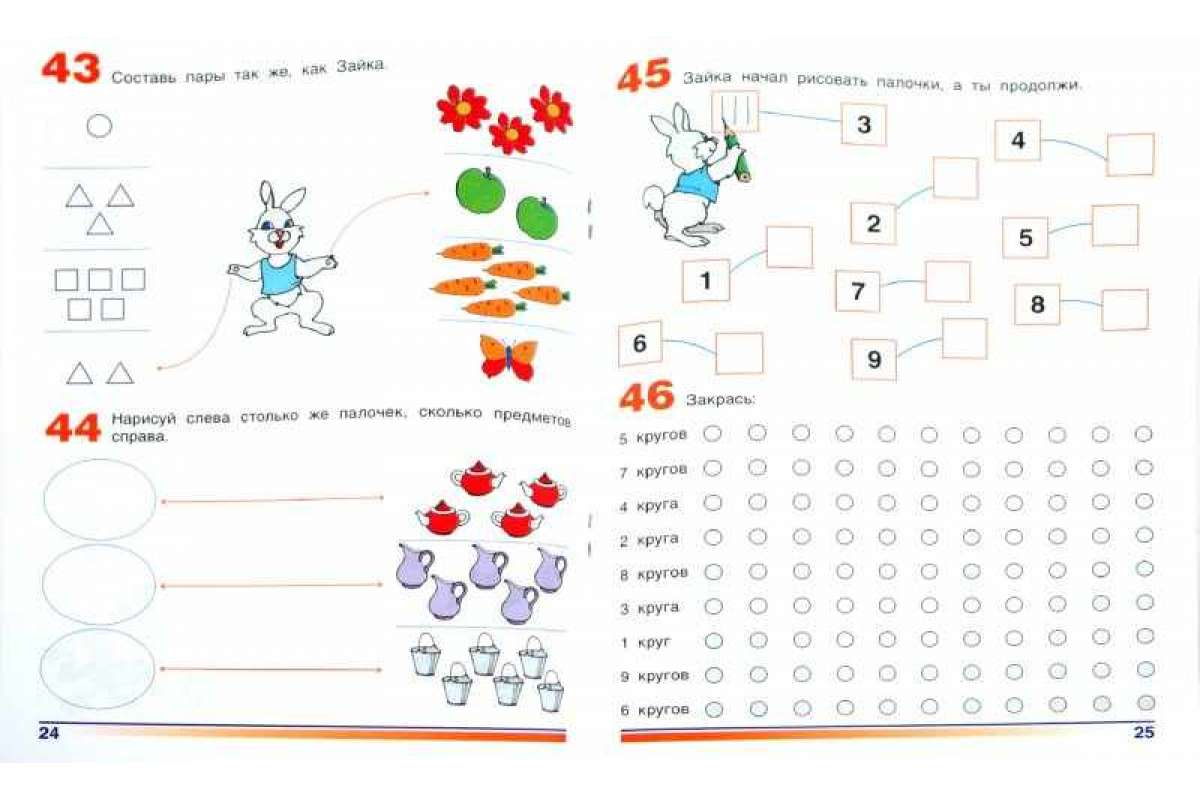 43 Составь пары так же, как Зайка.
44 Нарисуй слева столько же палочек, сколько предметов
справа.
24
45 Зайка начал рисовать палочки, а ты продолжи.
3
4
2
5
1
7
8
6
9
46 Закрась:
5 кругов
7 кругов
4 круга
2 круга
8 кругов
3 круга
1 круг
9 кругов
6 кругов
25